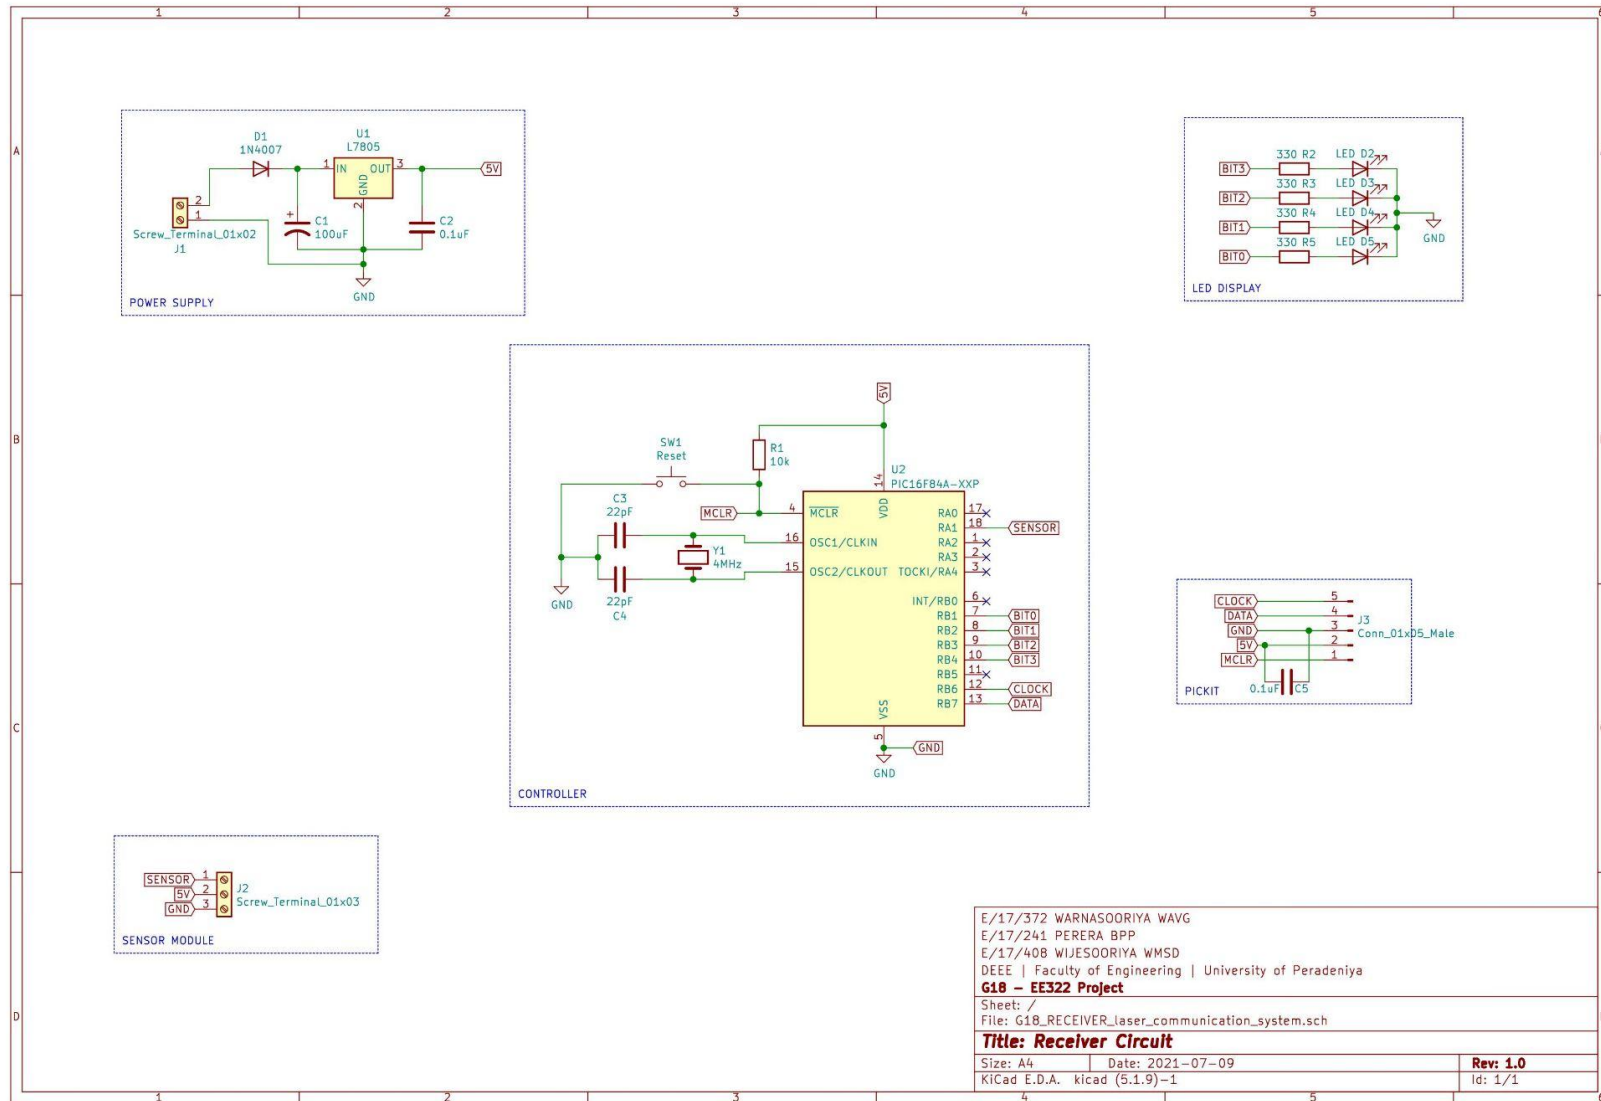 1 2 3 4 5 6
A
B
C
D
D1
1N4007
U1
L7805
1 IN OUT 3
GND
2
5V
2
1
C1
100uF
C2
0.1uF
Screw_Terminal_01x02
J1
GND
POWER SUPPLY
BIT3 330 R2 LED D2
BIT2 330 R3 LED D3
BIT1 330 R4 LED D4
BIT0 330 R5 LED D5
GND
LED DISPLAY
5V
SW1
Reset
R1
10k
U2
PIC16F84A-XXP
14
VDD
C3
22pF
MCLR 4 MCLR
16 OSC1/CLKIN
Y1
4MHz
15 OSC2/CLKOUT
22pF
C4
GND
RA0 17
RA1 18 SENSOR
RA2 1
RA3 2
TOCKI/RA4 3
INT/RB0 6
RB1 7 BIT0
RB2 8 BIT1
RB3 9 BIT2
RB4 10 BIT3
RB5 11
RB6 12 CLOCK
RB7 13 DATA
VSS
5
GND
GND
CONTROLLER
CLOCK 5
DATA 4
GND 3
5V 2
MCLR 1
J3
Conn_01x05_Male
0.1uF C5
PICKIT
SENSOR 1
5V 2
GND 3
J2
Screw_Terminal_01x03
SENSOR MODULE
E/17/372 WARNASOORIYA WAVG
E/17/241 PERERA BPP
E/17/408 WIJESOORIYA WMSD
DEEE | Faculty of Engineering | University of Peradeniya
G18 - EE322 Project
Sheet: /
File: G18_RECEIVER_laser_communication_system.sch
Title: Receiver Circuit
Size: A4 Date: 2021-07-09 Rev: 1.0
KiCad E.D.A. kicad (5.1.9)-1 Id: 1/1
1 2 3 4 5 6